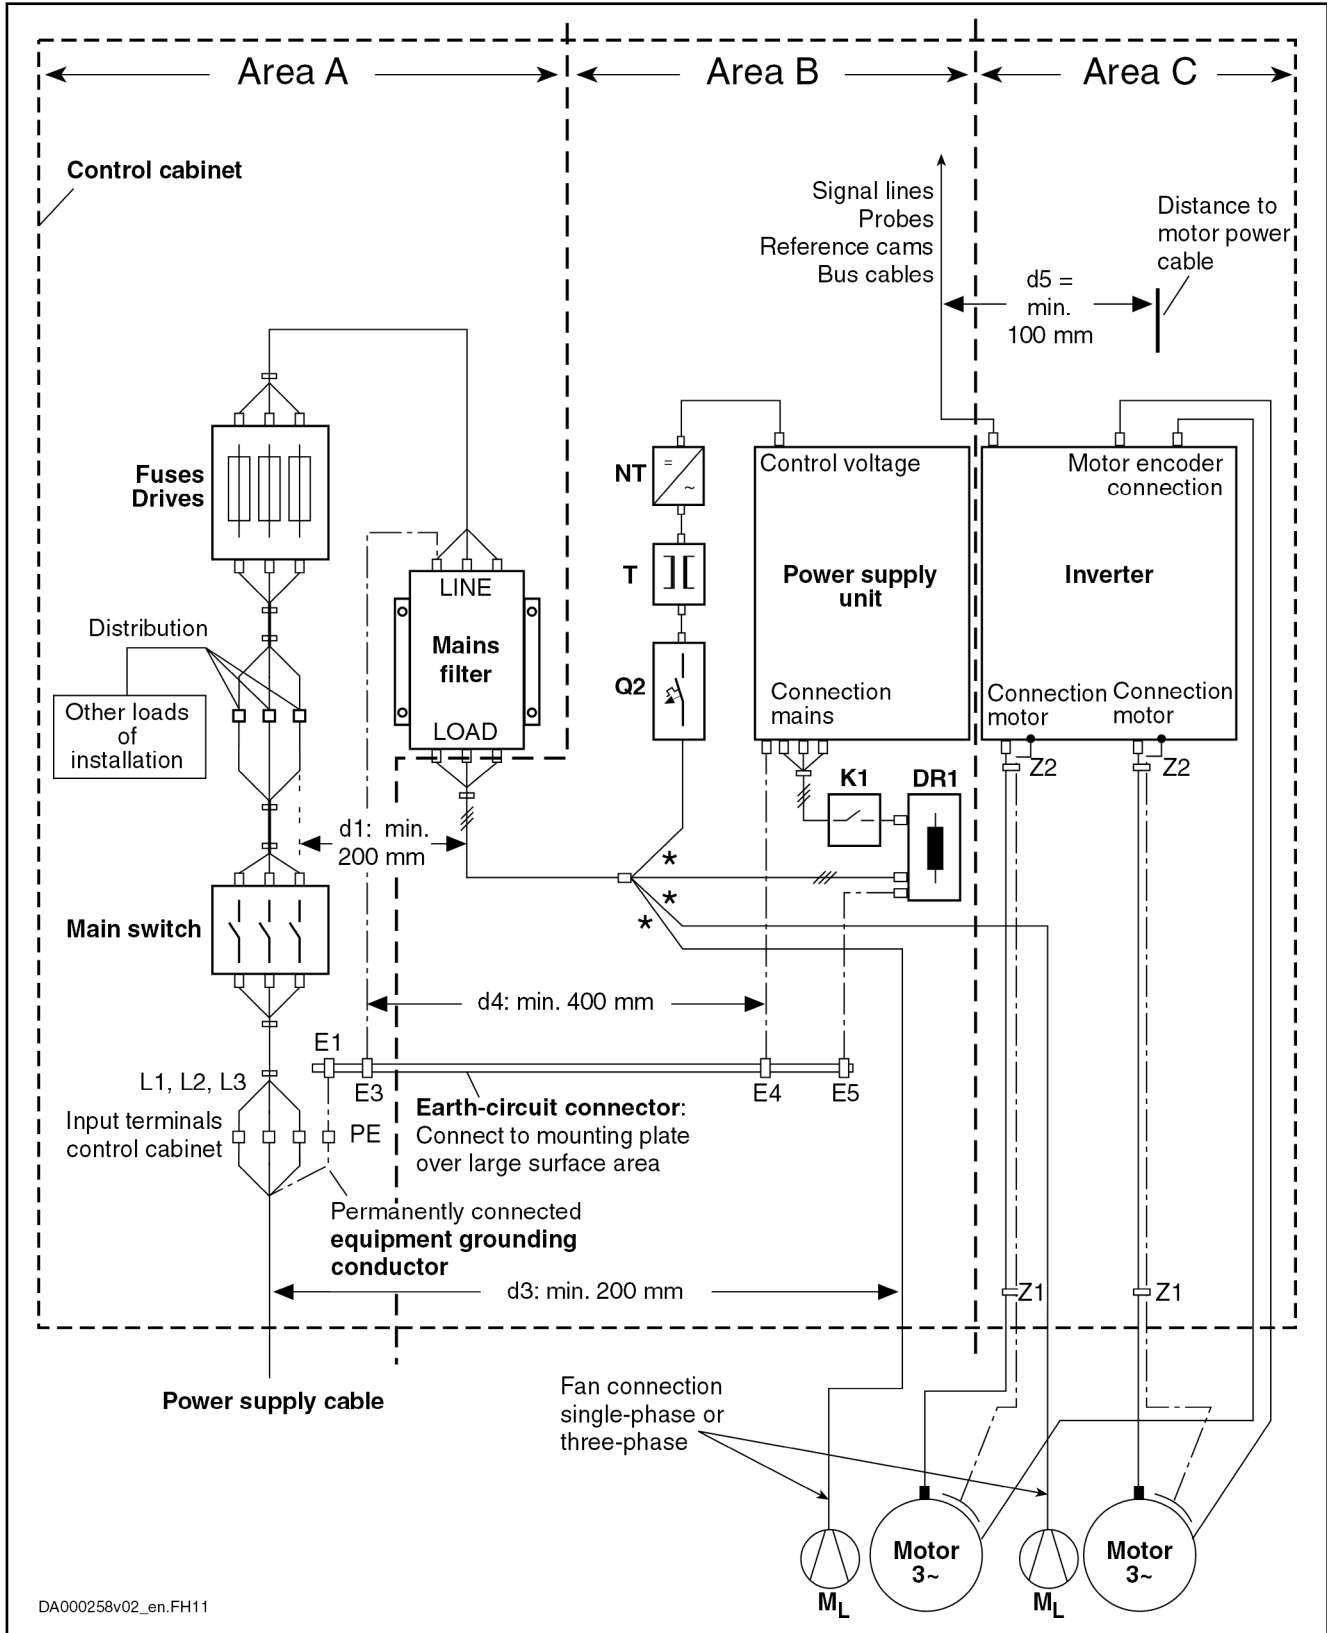 Area A
Area B
Area C
Control cabinet
Signal lines
Probes
Reference cams
Bus cables
Distance to
motor power
cable
d5 =
min.
100 mm
Fuses
Drives
NT
=
~
Control voltage
Motor encoder
connection
LINE
T
Power supply
unit
Inverter
Distribution
Mains
filter
Q2
Other loads
of
installation
LOAD
Connection
mains
Connection
motor
Connection
motor
Z2
Z2
K1
DR1
d1: min.
200 mm
*
*
*
Main switch
d4: min. 400 mm
E1
L1, L2, L3
E3
E4
E5
Input terminals
control cabinet
PE
Earth-circuit connector:
Connect to mounting plate
over large surface area
Permanently connected
equipment grounding
conductor
d3: min. 200 mm
Z1
Z1
Power supply cable
Fan connection
single-phase or
three-phase
Motor
3~
Motor
3~
ML
ML
DA000258v02_en.FH11